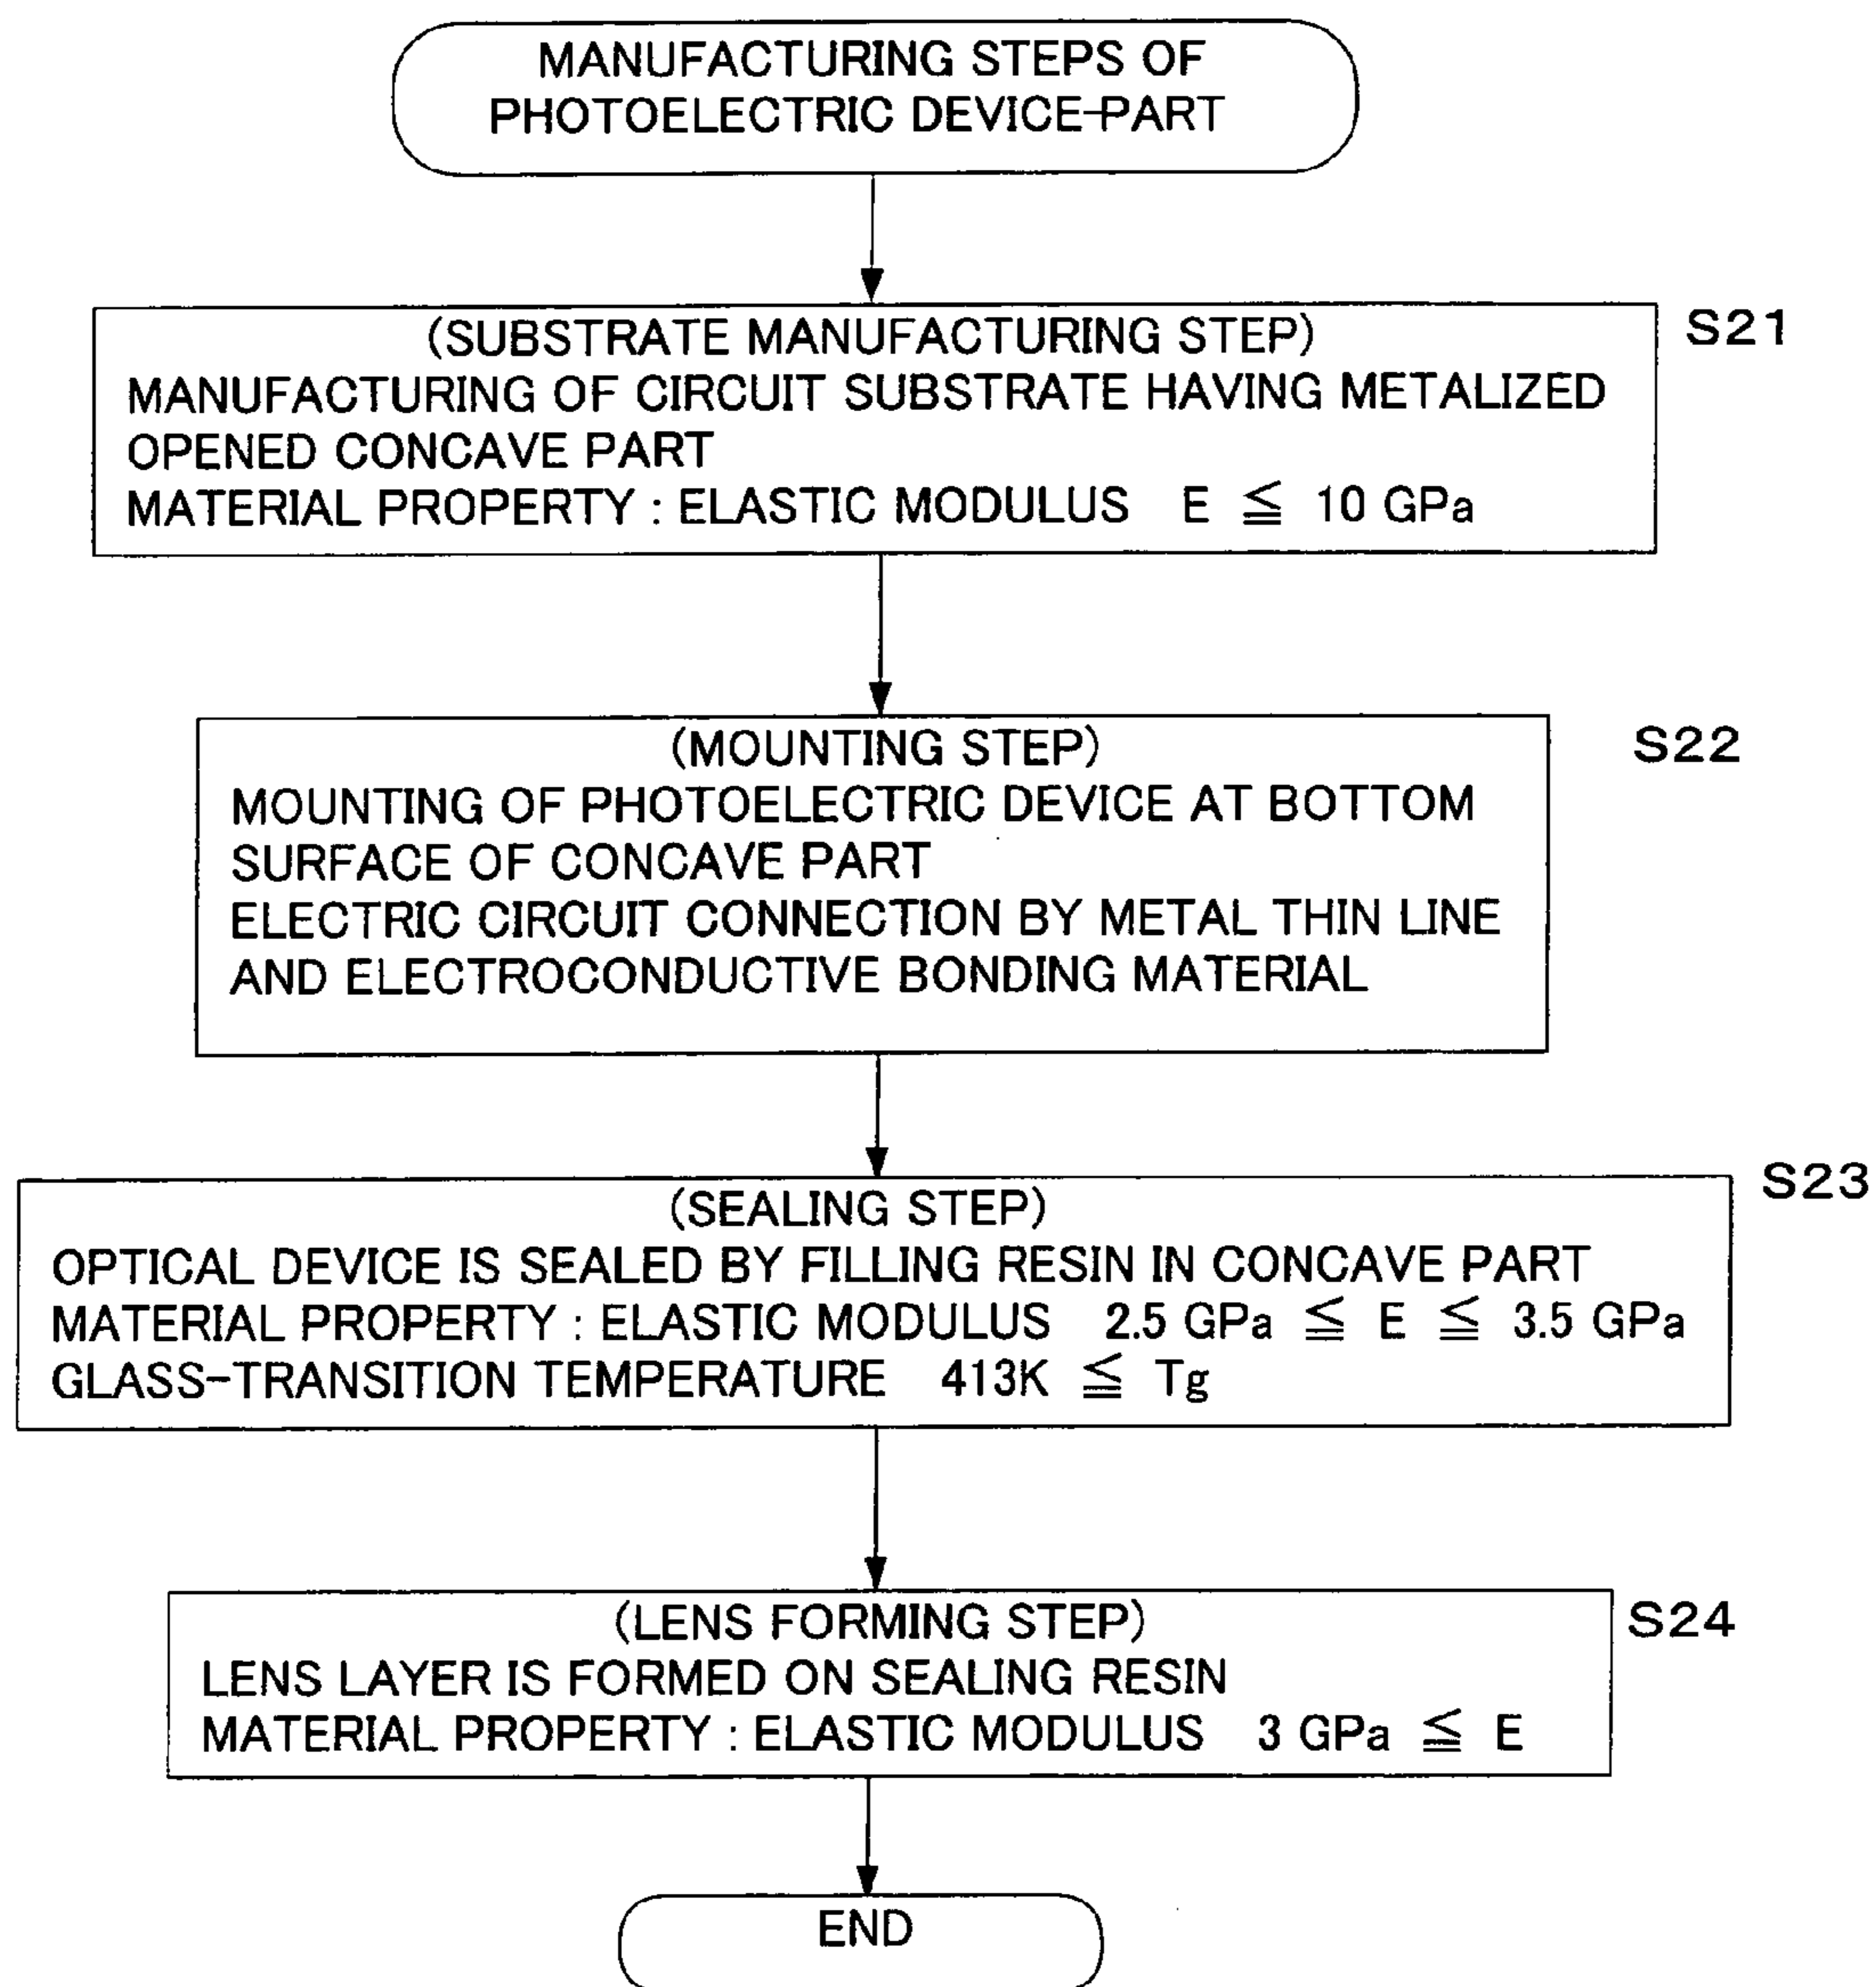 MANUFACTURING STEPS OF
PHOTOELECTRIC DEVICE-PART
(SUBSTRATE MANUFACTURING STEP)
S21
MANUFACTURING OF CIRCUIT SUBSTRATE HAVING METALIZED
OPENED CONCAVE PART
MATERIAL PROPERTY : ELASTIC MODULUS E ≦ 10 GPa
(MOUNTING STEP)
S22
MOUNTING OF PHOTOELECTRIC DEVICE AT BOTTOM
SURFACE OF CONCAVE PART
ELECTRIC CIRCUIT CONNECTION BY METAL THIN LINE
AND ELECTROCONDUCTIVE BONDING MATERIAL
(SEALING STEP)
S23
OPTICAL DEVICE IS SEALED BY FILLING RESIN IN CONCAVE PART
MATERIAL PROPERTY : ELASTIC MODULUS 2.5 GPa ≦ E ≦ 3.5 GPa
GLASS-TRANSITION TEMPERATURE 413K ≦ Tg
(LENS FORMING STEP)
S24
LENS LAYER IS FORMED ON SEALING RESIN
MATERIAL PROPERTY : ELASTIC MODULUS 3 GPa ≦ E
END